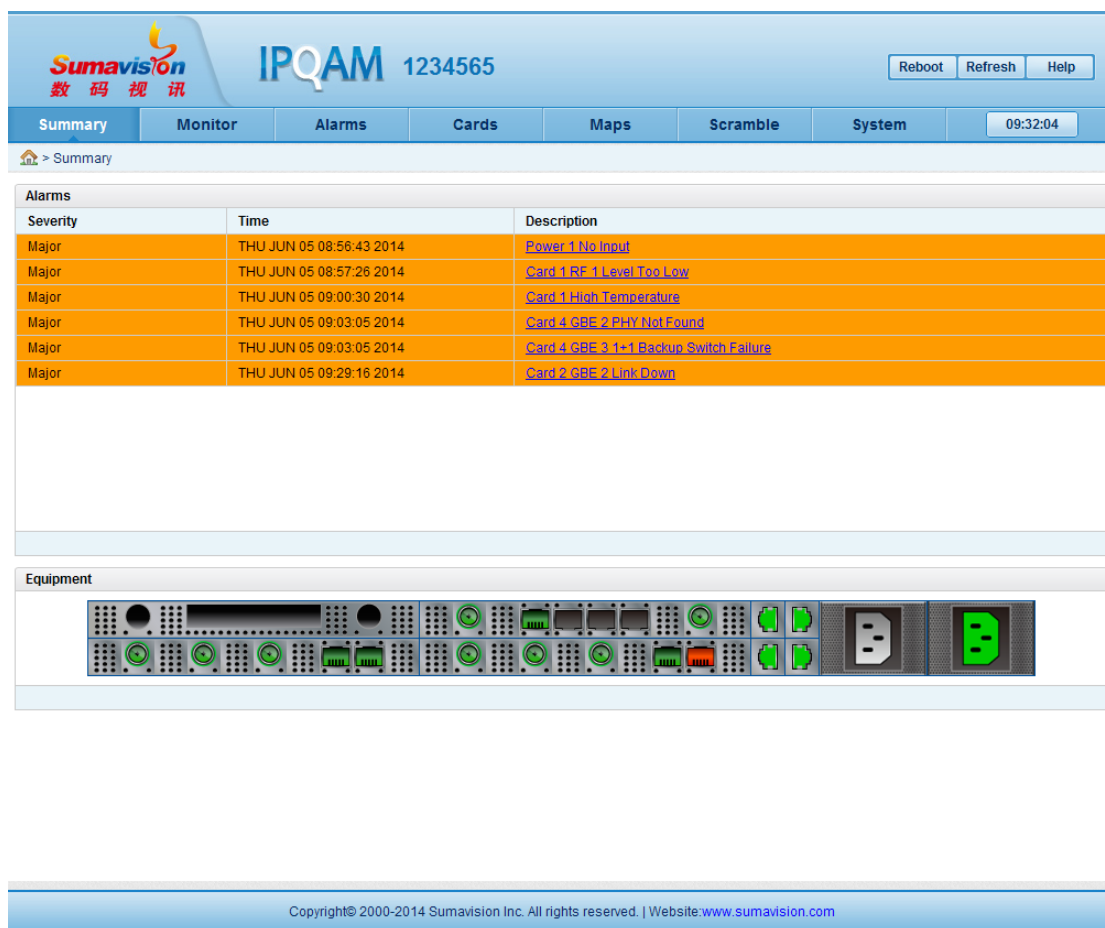 Sumavision
数码视讯
IPQAM 1234565
Reboot Refresh Help
Summary Monitor Alarms Cards Maps Scramble System 09:32:04
> Summary
Alarms
Severity Time Description
Major THU JUN 05 08:56:43 2014 Power 1 No Input
Major THU JUN 05 08:57:26 2014 Card 1 RF 1 Level Too Low
Major THU JUN 05 09:00:30 2014 Card 1 High Temperature
Major THU JUN 05 09:03:05 2014 Card 4 GBE 2 PHY Not Found
Major THU JUN 05 09:03:05 2014 Card 4 GBE 3 1+1 Backup Switch Failure
Major THU JUN 05 09:29:16 2014 Card 2 GBE 2 Link Down
Equipment
Copyright© 2000-2014 Sumavision Inc. All rights reserved. | Website:www.sumavision.com